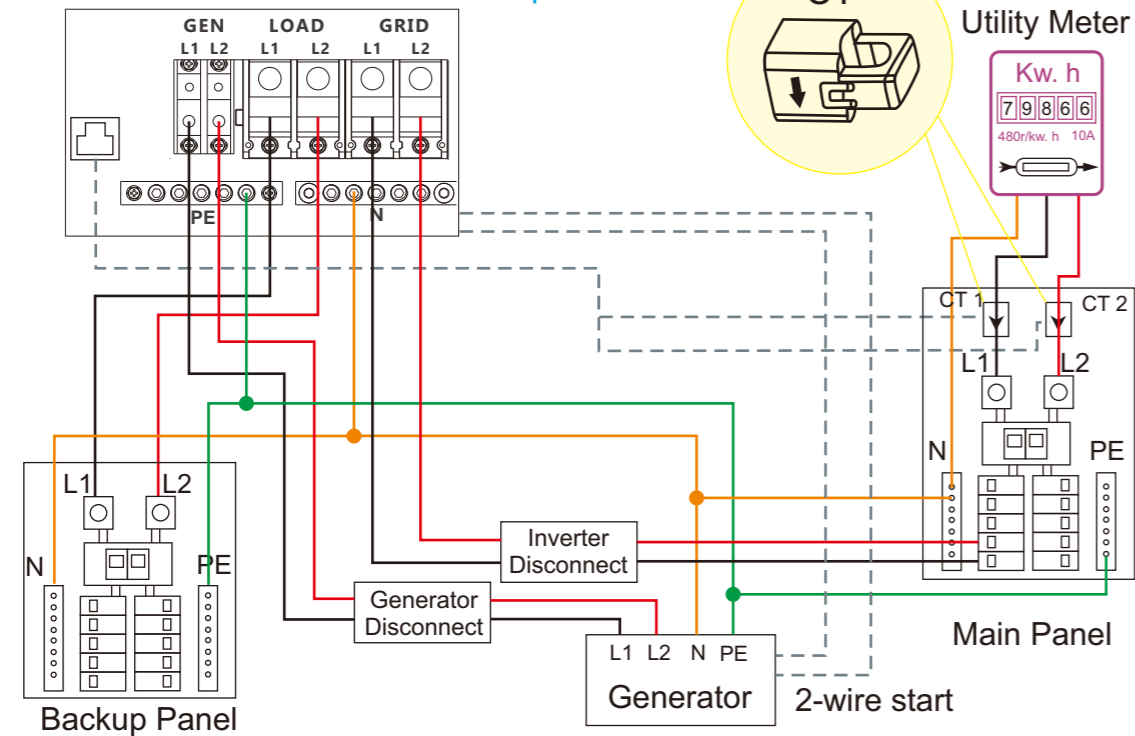 GEN LOAD GRID
L1 L2 L1 L2 L1 L2
PE
N
Utility Meter
Kw. h
79866
480r/kw. h 10A
CT 1
CT 2
L1
L2
N
PE
Main Panel
L1
L2
N
PE
Backup Panel
Inverter
Disconnect
Generator
Disconnect
L1 L2 N PE
Generator
2-wire start